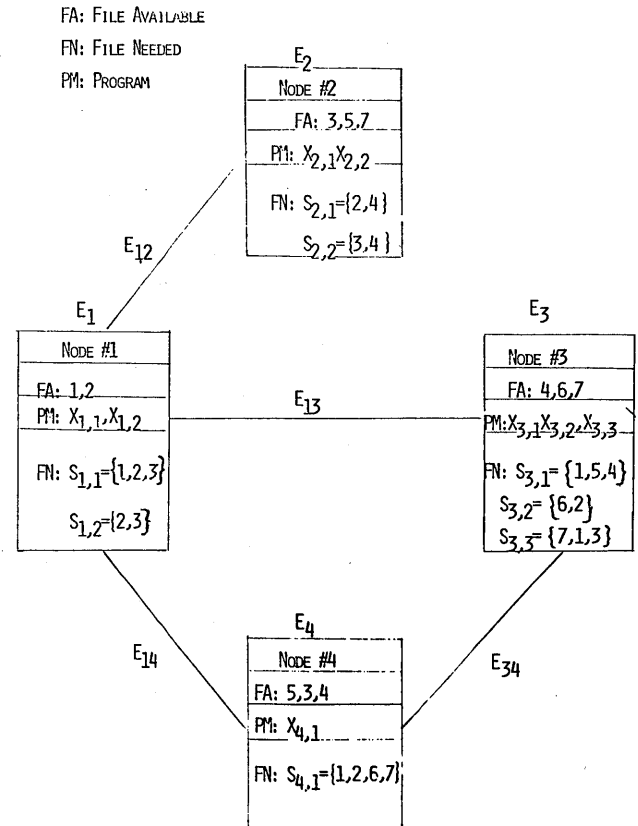 FA: FILE AVAILABLE
FN: FILE NEEDED
PM: PROGRAM
E2
NODE #2
FA: 3,5,7
PM: X2,1X2,2
FN: S2,1={2,4}
S2,2={3,4}
E12
E1
NODE #1
FA: 1,2
PM: X1,1,X1,2
FN: S1,1={1,2,3}
S1,2={2,3}
E13
E3
NODE #3
FA: 4,6,7
PM:X3,1X3,2,X3,3
FN: S3,1= {1,5,4}
S3,2= {6,2}
S3,3= {7,1,3}
E14
E34
E4
NODE #4
FA: 5,3,4
PM: X4,1
FN: S4,1={1,2,6,7}